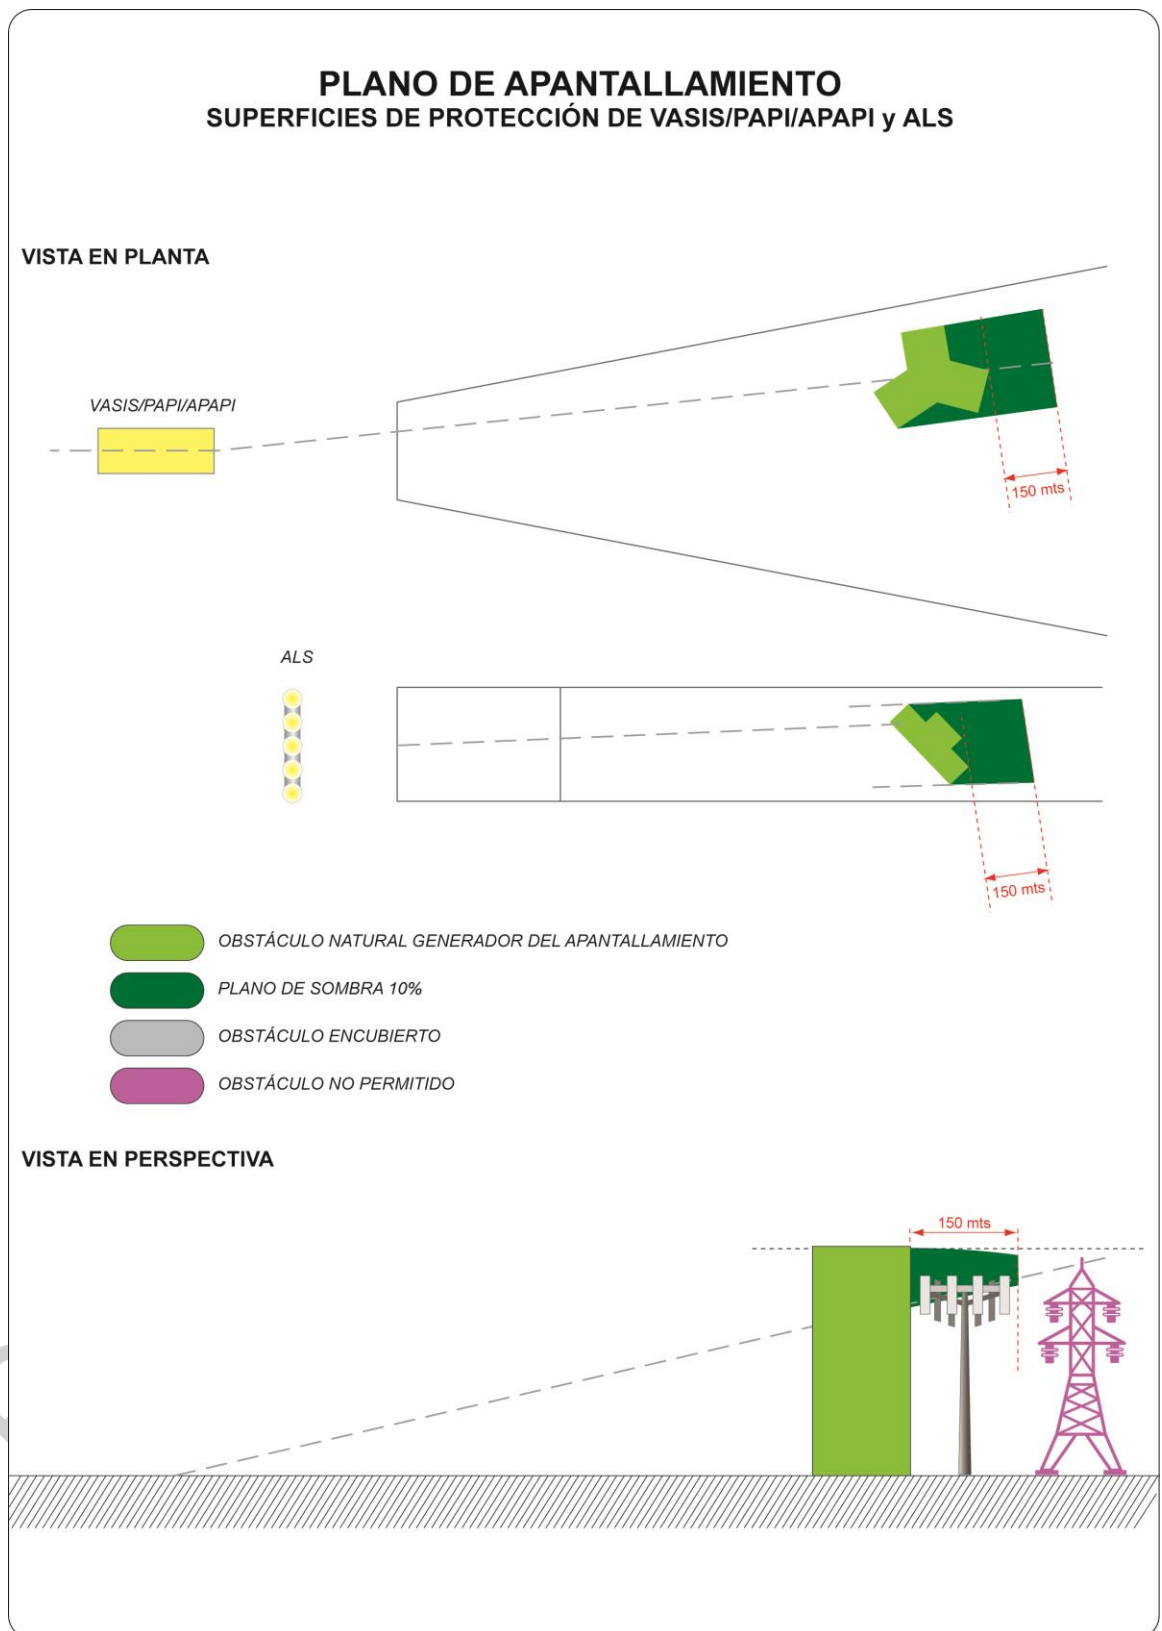 PLANO DE APANTALLAMIENTO
SUPERFICIES DE PROTECCIÓN DE VASIS/PAPI/APAPI y ALS
VISTA EN PLANTA
VASIS/PAPI/APAPI
150 mts
ALS
150 mts
OBSTÁCULO NATURAL GENERADOR DEL APANTALLAMIENTO
PLANO DE SOMBRA 10%
OBSTÁCULO ENCUBIERTO
OBSTÁCULO NO PERMITIDO
VISTA EN PERSPECTIVA
150 mts